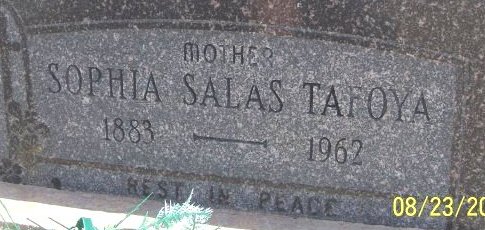 MOTHER
SOPHIA SALAS TAFOYA
1883 — 1962
REST IN PEACE
08/23/20